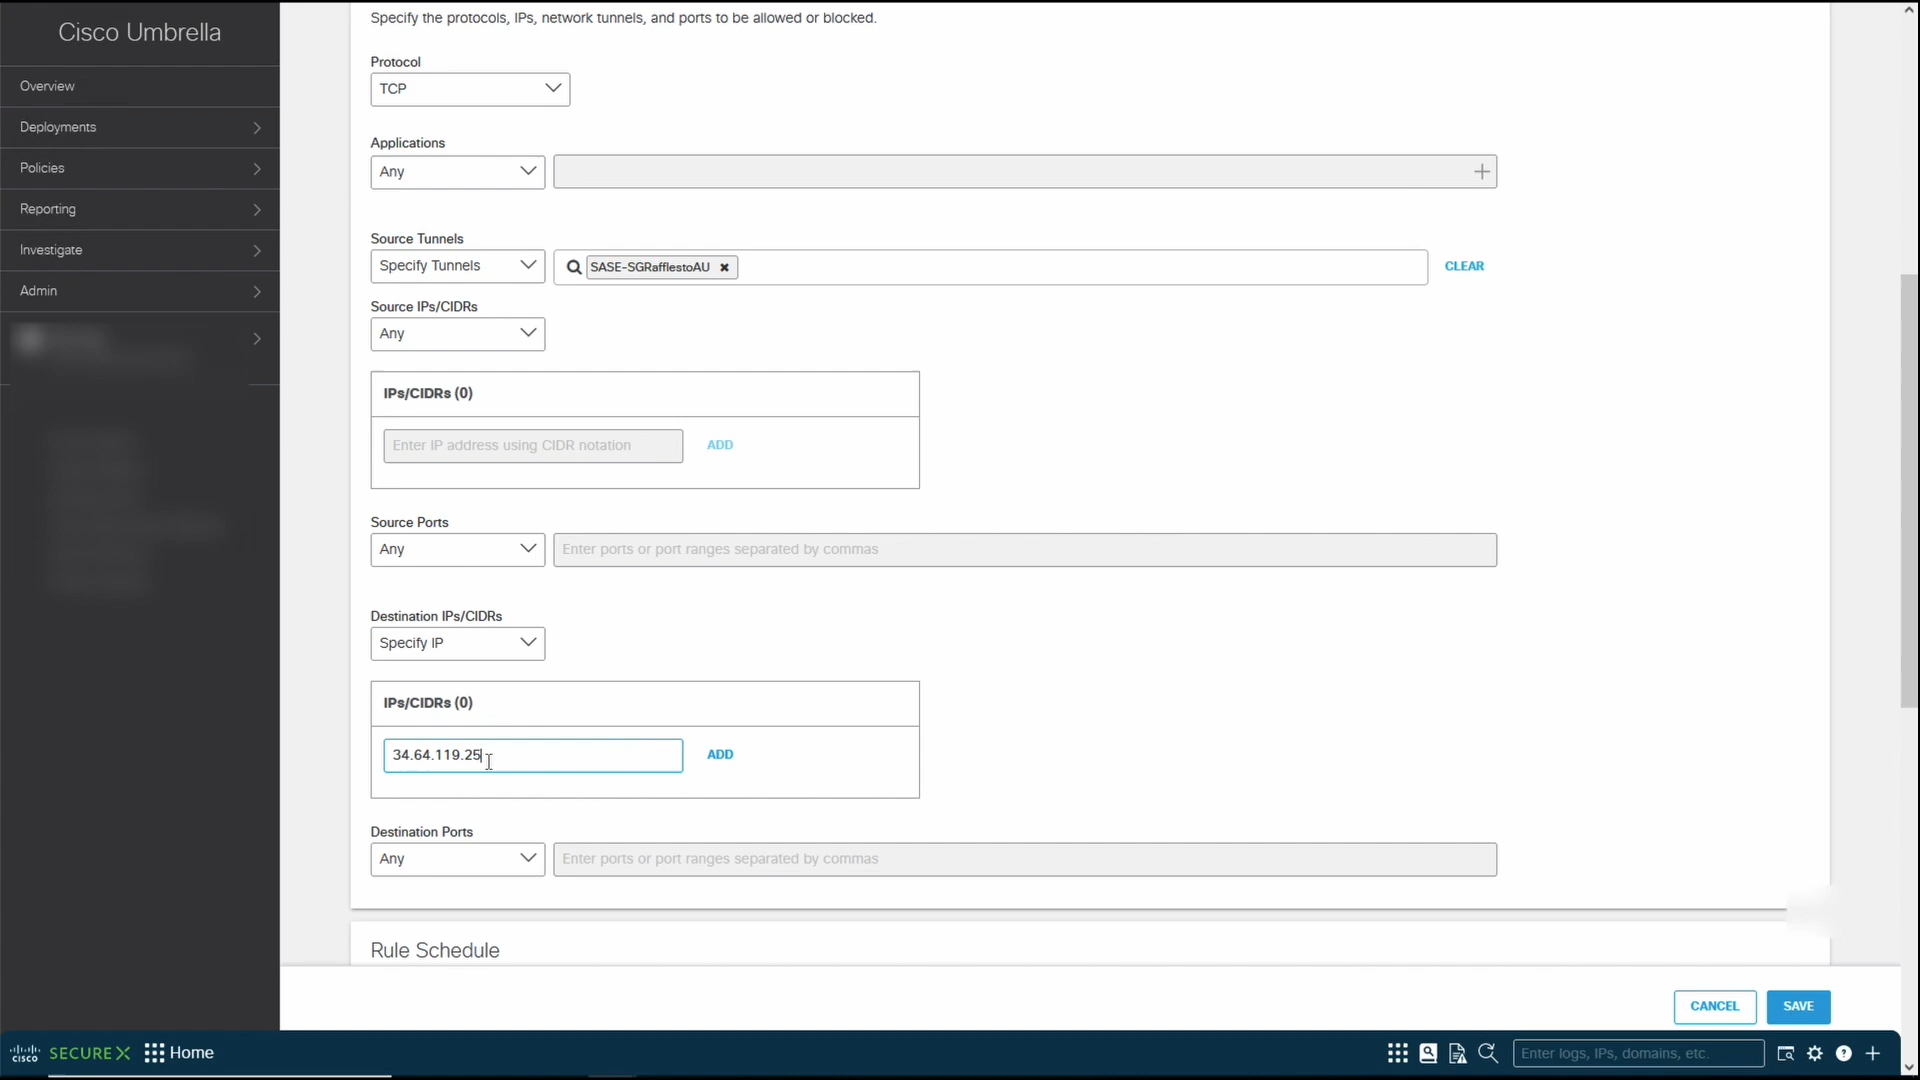 Cisco Umbrella
Overview
Deployments
Policies
Reporting
Investigate
Admin
Specify the protocols, IPs, network tunnels, and ports to be allowed or blocked.
Protocol
TCP
Applications
Any
Source Tunnels
Specify Tunnels SASE-SGRafflestoAU CLEAR
Source IPs/CIDRs
Any
IPs/CIDRs (0)
Enter IP address using CIDR notation ADD
Source Ports
Any Enter ports or port ranges separated by commas
Destination IPs/CIDRs
Specify IP
IPs/CIDRs (0)
34.64.119.25 ADD
Destination Ports
Any Enter ports or port ranges separated by commas
Rule Schedule
CANCEL SAVE
cisco SECUREX Home Enter logs, IPs, domains, etc.